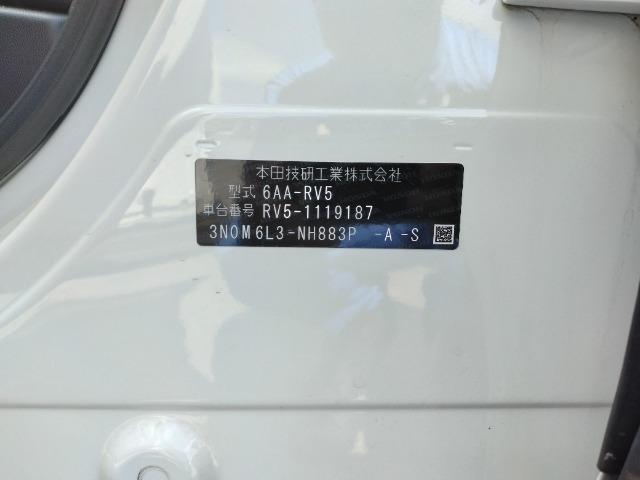 本田技研工業株式会社
型式 6AA-RV5
車台番号 RV5-1119187
3N0M6L3-NH883P -A -S